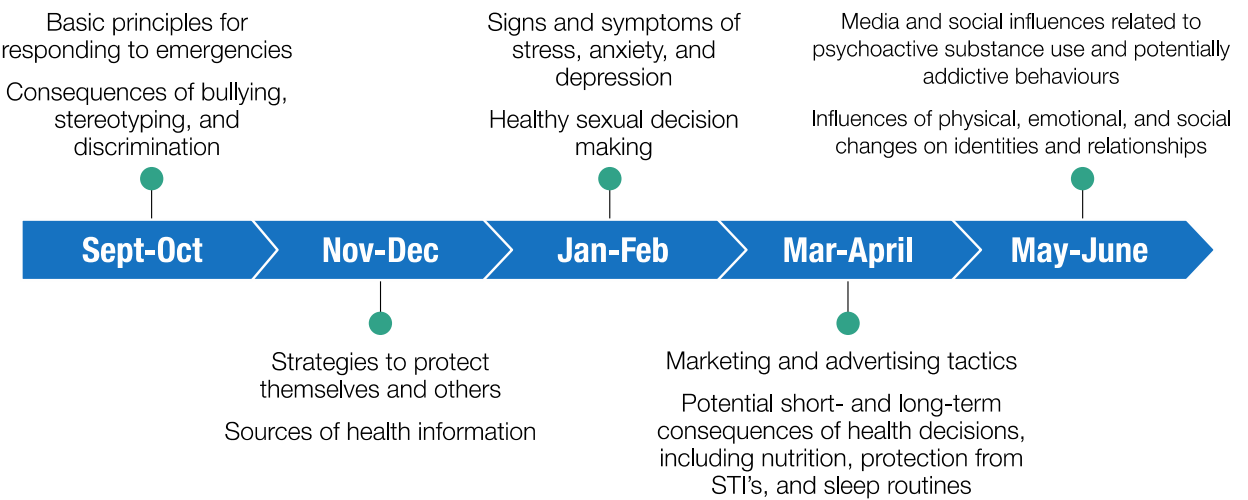 Basic principles for
responding to emergencies
Consequences of bullying,
stereotyping, and
discrimination
Signs and symptoms of
stress, anxiety, and
depression
Healthy sexual decision
making
Media and social influences related to
psychoactive substance use and potentially
addictive behaviours
Influences of physical, emotional, and social
changes on identities and relationships
Sept-Oct
Nov-Dec
Jan-Feb
Mar-April
May-June
Strategies to protect
themselves and others
Sources of health information
Marketing and advertising tactics
Potential short- and long-term
consequences of health decisions,
including nutrition, protection from
STI's, and sleep routines